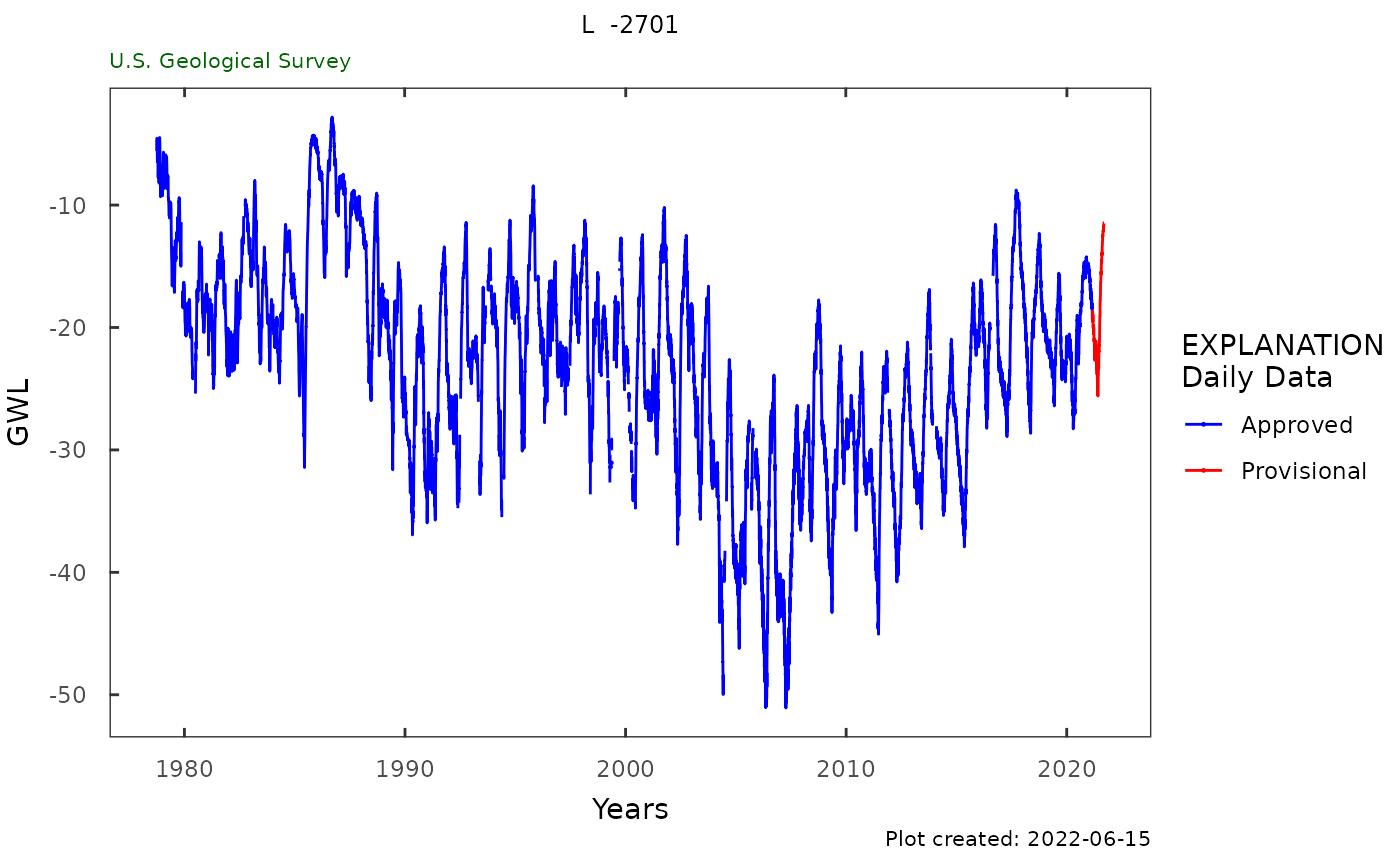 L  -2701
U.S. Geological Survey
GWL
-10
-20
-30
-40
-50
1980
1990
2000
2010
2020
Years
EXPLANATION
Daily Data
Approved
Provisional
Plot created: 2022-06-15